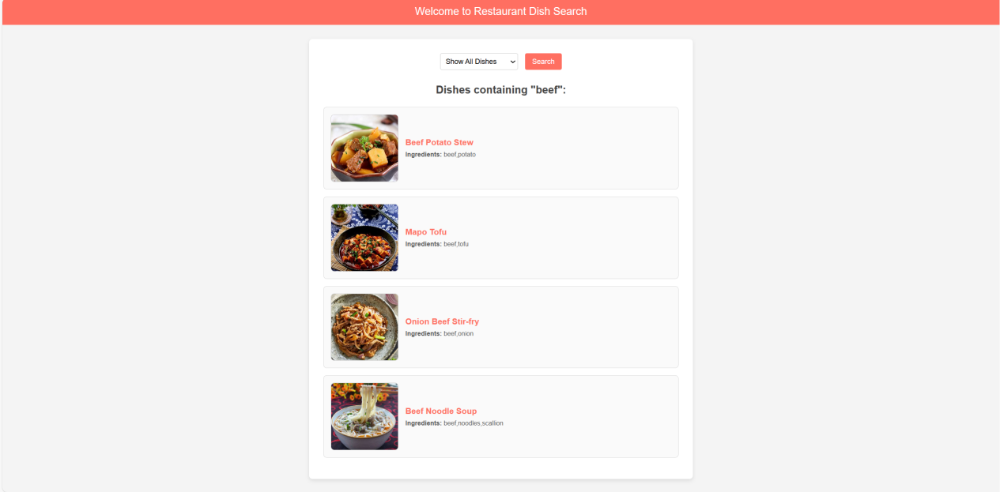 Welcome to Restaurant Dish Search
Show All Dishes
Search
Dishes containing "beef":
Beef Potato Stew
Ingredients: beef,potato
Mapo Tofu
Ingredients: beef,tofu
Onion Beef Stir-fry
Ingredients: beef,onion
Beef Noodle Soup
Ingredients: beef,noodles,scallion